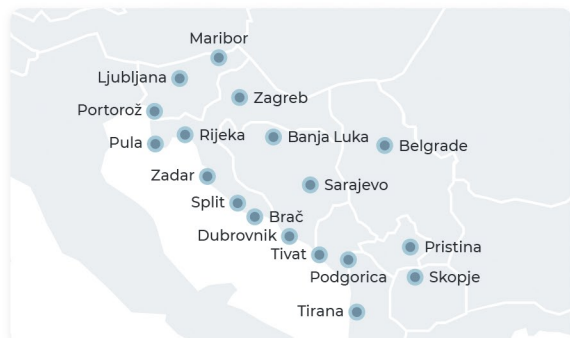 Maribor
Ljubljana
Zagreb
Portorož
Rijeka
Banja Luka
Pula
Belgrade
Zadar
Sarajevo
Split
Brač
Dubrovnik
Pristina
Tivat
Podgorica
Skopje
Tirana